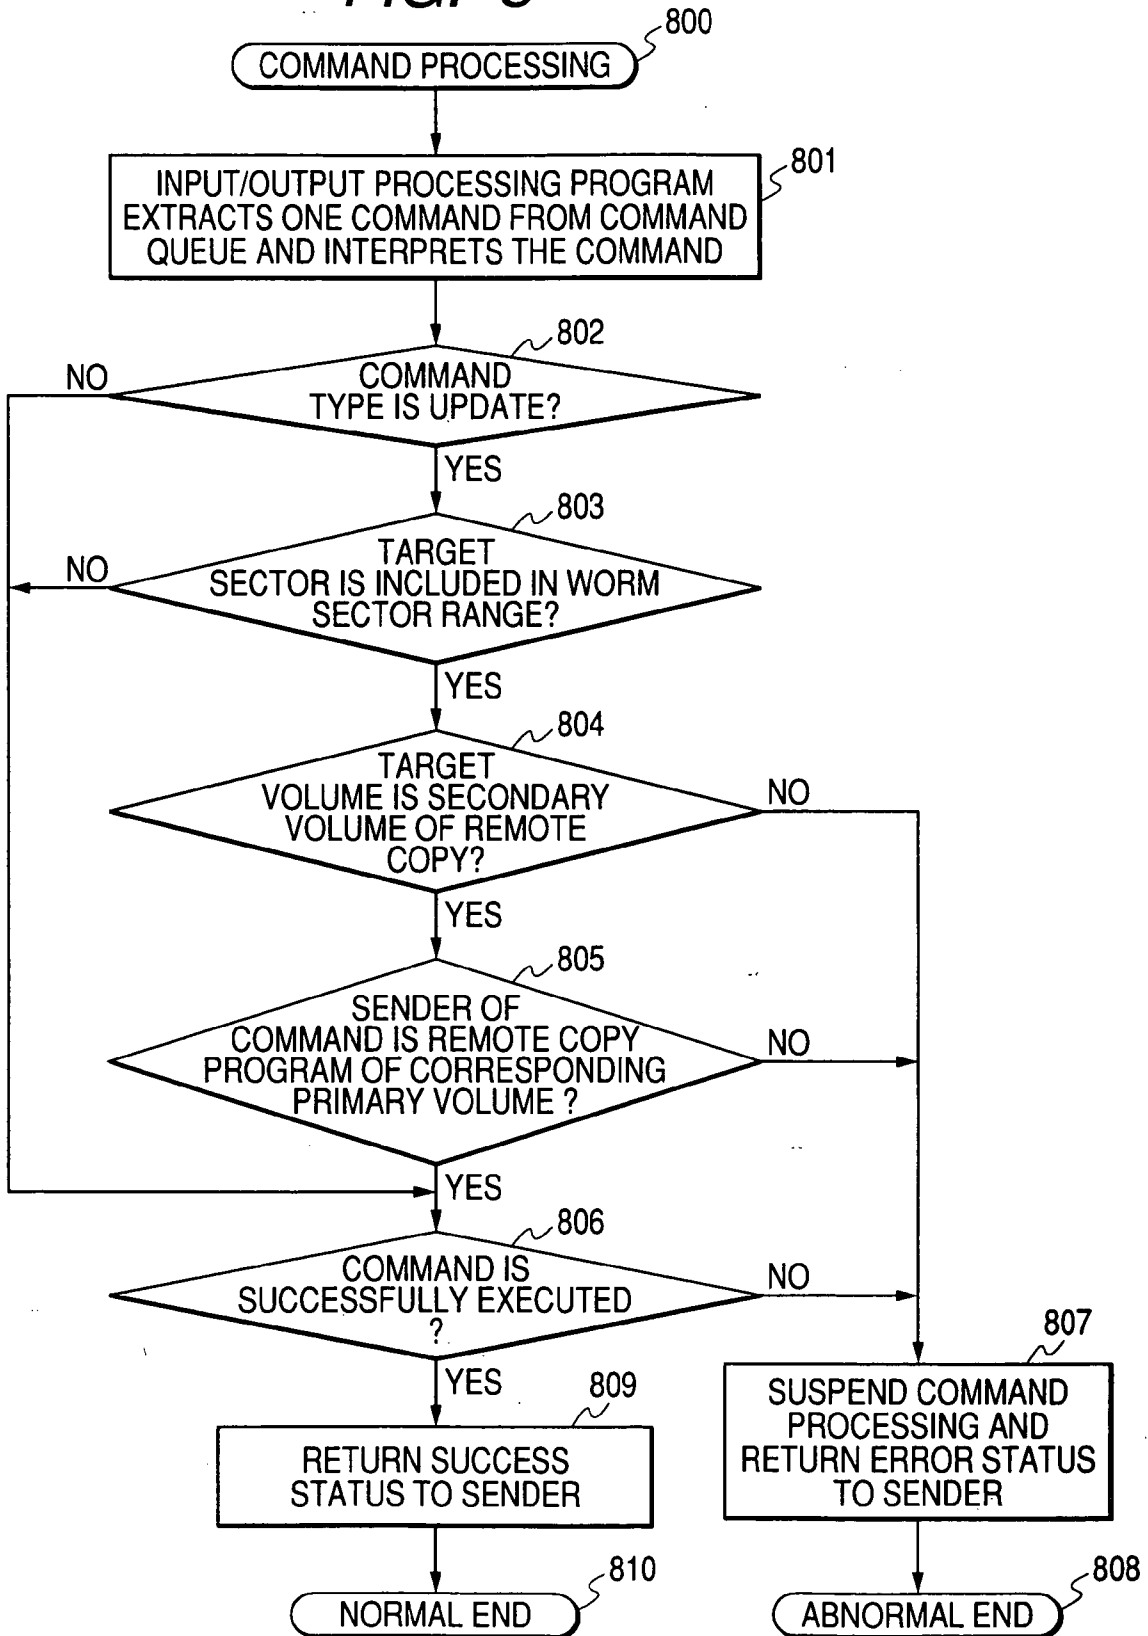 800
COMMAND PROCESSING
801
INPUT/OUTPUT PROCESSING PROGRAM
EXTRACTS ONE COMMAND FROM COMMAND
QUEUE AND INTERPRETS THE COMMAND
802
NO
COMMAND
TYPE IS UPDATE?
YES
803
NO
TARGET
SECTOR IS INCLUDED IN WORM
SECTOR RANGE?
YES
804
TARGET
VOLUME IS SECONDARY
VOLUME OF REMOTE
COPY?
NO
YES
805
SENDER OF
COMMAND IS REMOTE COPY
PROGRAM OF CORRESPONDING
PRIMARY VOLUME ?
NO
YES
806
COMMAND IS
SUCCESSFULLY EXECUTED
?
NO
YES
807
SUSPEND COMMAND
PROCESSING AND
RETURN ERROR STATUS
TO SENDER
809
RETURN SUCCESS
STATUS TO SENDER
810
NORMAL END
808
ABNORMAL END